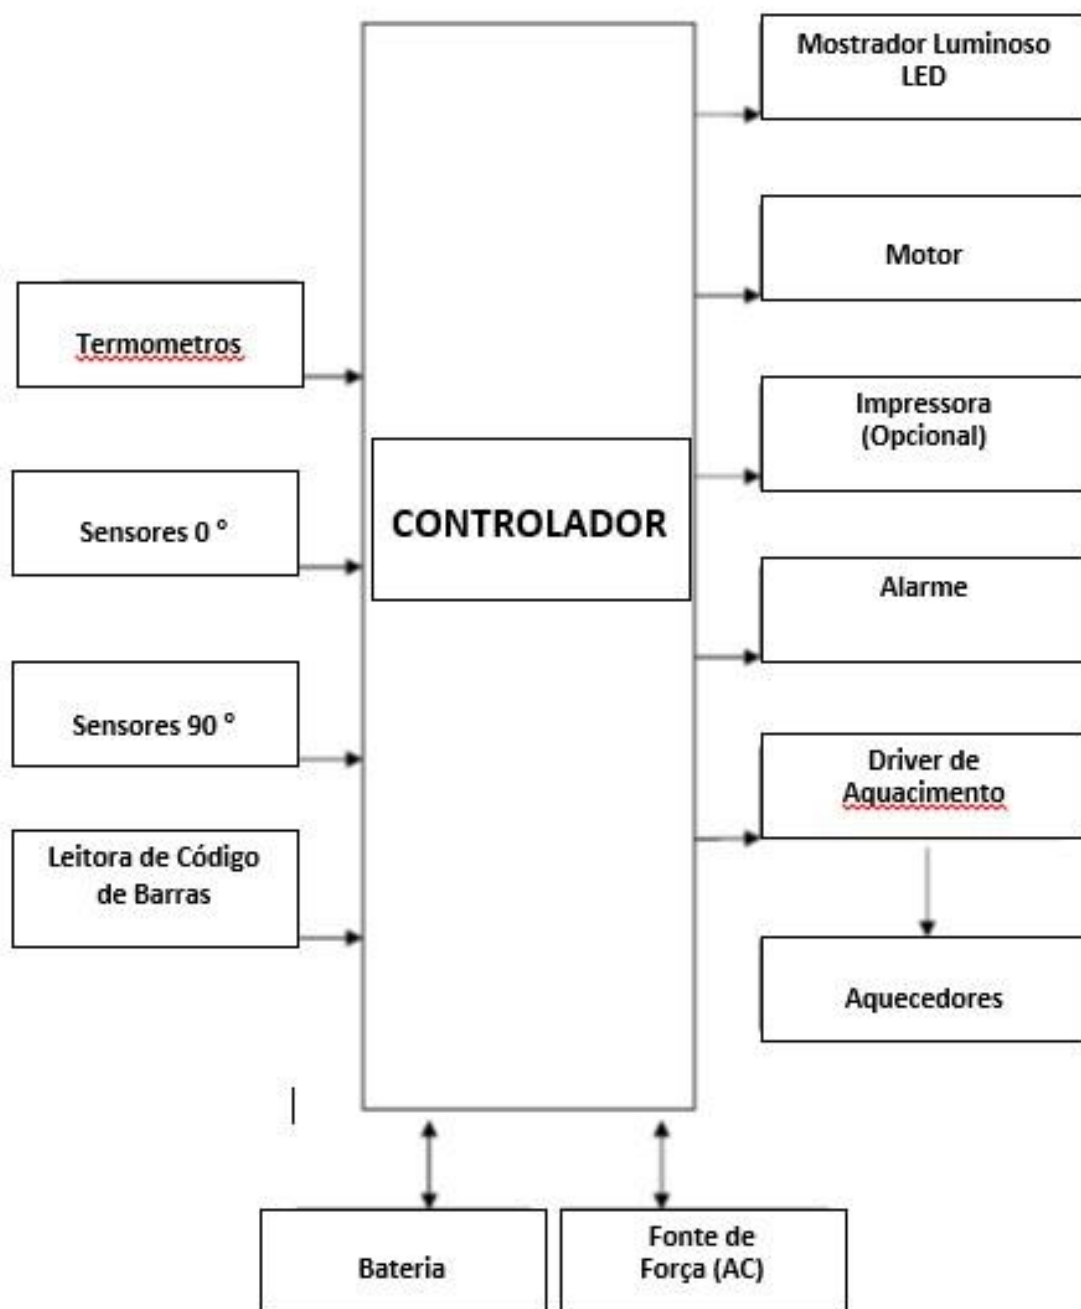 Mostrador Luminoso
LED
Motor
Termometros
Impressora
(Opcional)
CONTROLADOR
Sensores 0 °
Alarme
Sensores 90 °
Driver de
Aquacimento
Leitora de Código
de Barras
Aquecedores
Bateria
Fonte de
Força (AC)